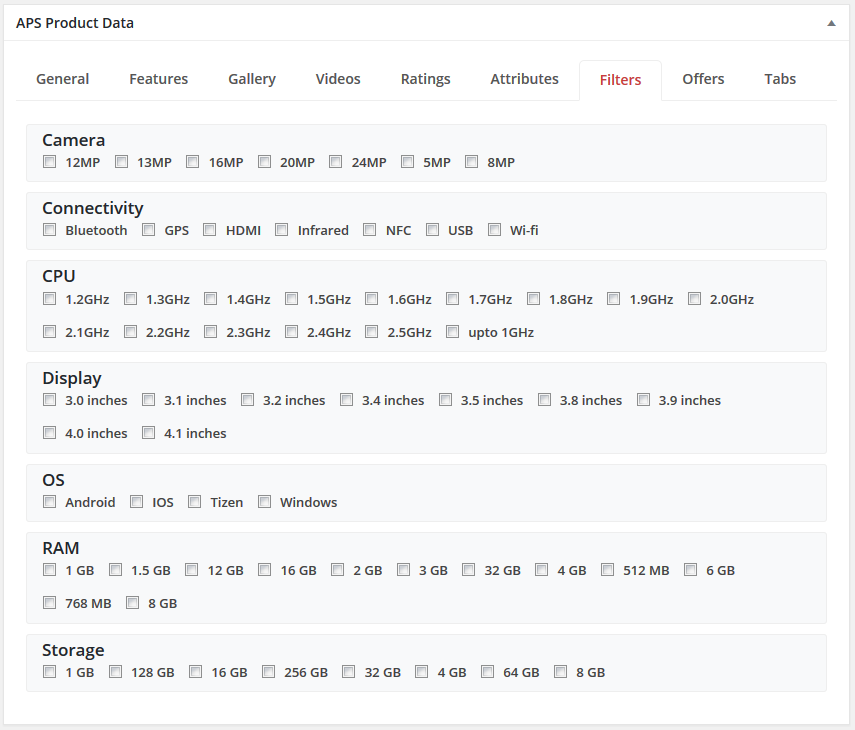 APS Product Data
General Features Gallery Videos Ratings Attributes Filters Offers Tabs
Camera
12MP 13MP 16MP 20MP 24MP 5MP 8MP
Connectivity
Bluetooth GPS HDMI Infrared NFC USB Wi-fi
CPU
1.2GHz 1.3GHz 1.4GHz 1.5GHz 1.6GHz 1.7GHz 1.8GHz 1.9GHz 2.0GHz
2.1GHz 2.2GHz 2.3GHz 2.4GHz 2.5GHz upto 1GHz
Display
3.0 inches 3.1 inches 3.2 inches 3.4 inches 3.5 inches 3.8 inches 3.9 inches
4.0 inches 4.1 inches
OS
Android IOS Tizen Windows
RAM
1 GB 1.5 GB 12 GB 16 GB 2 GB 3 GB 32 GB 4 GB 512 MB 6 GB
768 MB 8 GB
Storage
1 GB 128 GB 16 GB 256 GB 32 GB 4 GB 64 GB 8 GB